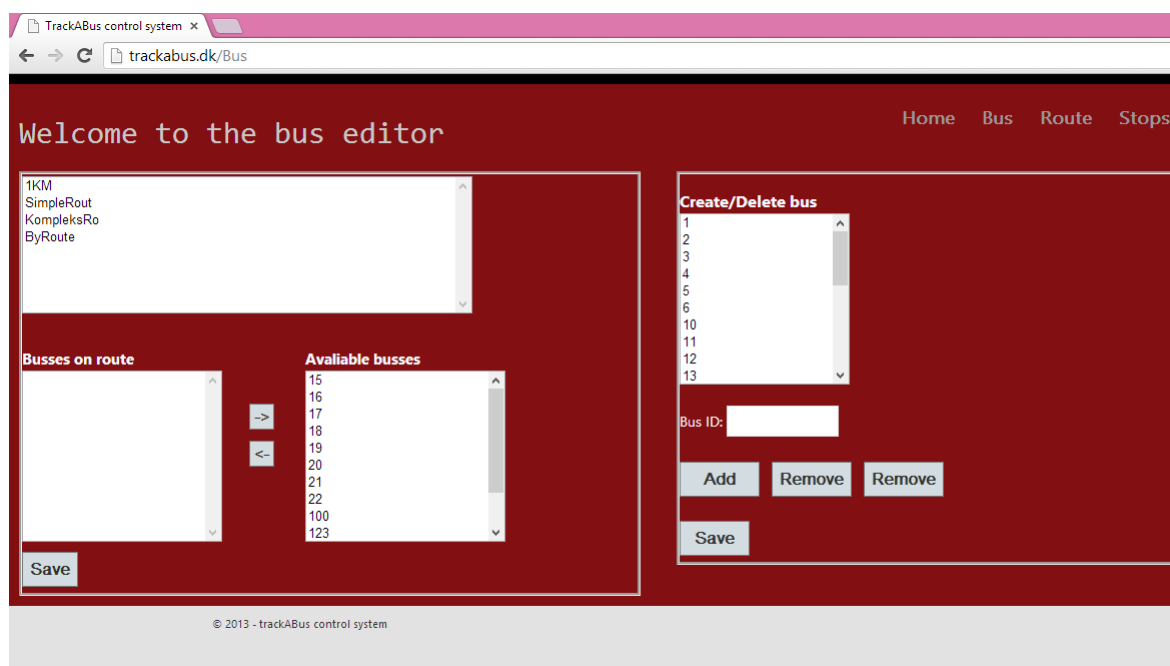 TrackABus control system
trackabus.dk/Bus
Welcome to the bus editor
Home Bus Route Stops
1KM
SimpleRout
KompleksRo
ByRoute
Busses on route
->
<-
Avaliable busses
15
16
17
18
19
20
21
22
100
123
Save
Create/Delete bus
1
2
3
4
5
6
10
11
12
13
Bus ID:
Add Remove Remove
Save
© 2013 - trackABus control system